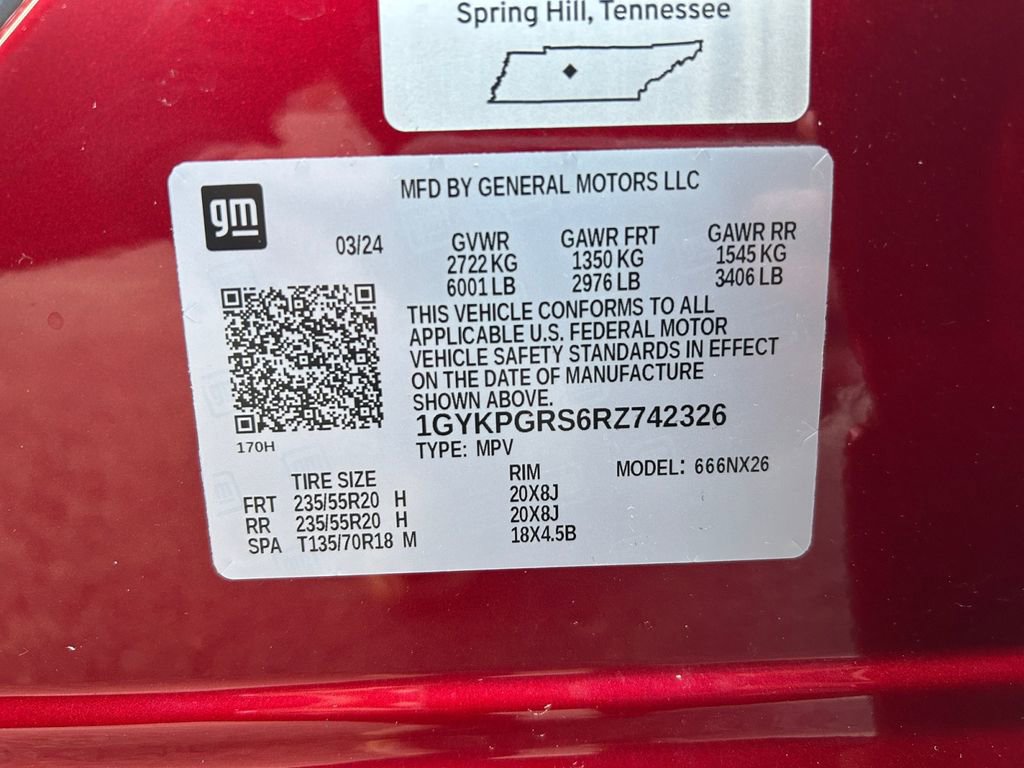 Spring Hill, Tennessee
gm
MFD BY GENERAL MOTORS LLC
03/24
GVWR GAWR FRT GAWR RR
2722 KG 1350 KG 1545 KG
6001 LB 2976 LB 3406 LB
THIS VEHICLE CONFORMS TO ALL
APPLICABLE U.S. FEDERAL MOTOR
VEHICLE SAFETY STANDARDS IN EFFECT
ON THE DATE OF MANUFACTURE
SHOWN ABOVE.
1GYKPGRS6RZ742326
170H
TYPE: MPV
TIRE SIZE RIM MODEL: 666NX26
FRT 235/55R20 H 20X8J
RR 235/55R20 H 20X8J
SPA T135/70R18 M 18X4.5B